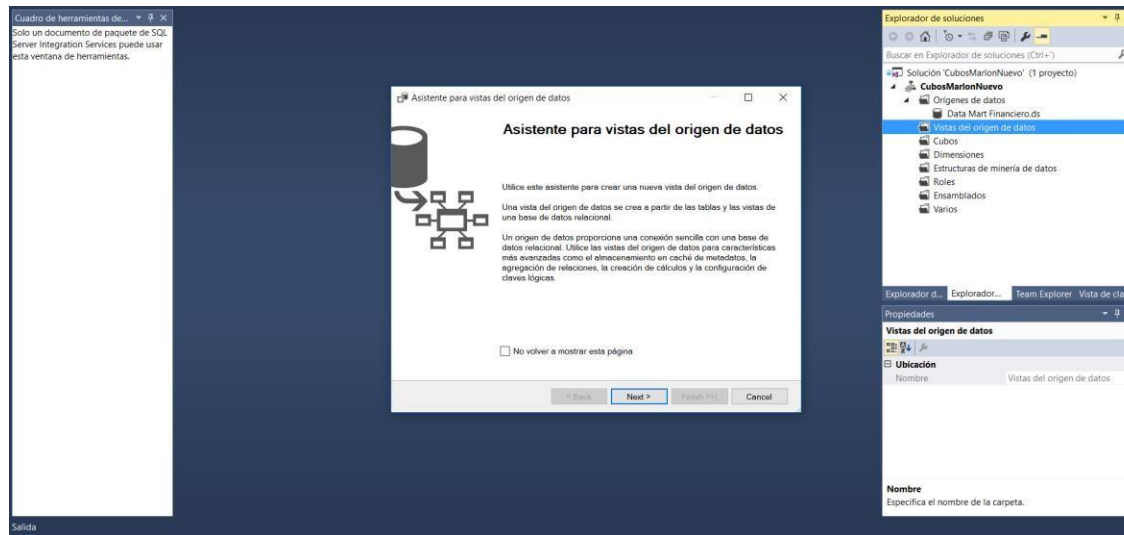 Cuadro de herramientas de...
Solo un documento de paquete de SQL
Server Integration Services puede usar
esta ventana de herramientas.
Asistente para vistas del origen de datos
Asistente para vistas del origen de datos
Utilice este asistente para crear una nueva vista del origen de datos.
Una vista del origen de datos se crea a partir de las tablas y las vistas de
una base de datos relacional.
Un origen de datos proporciona una conexión sencilla con una base de
datos relacional. Utilice las vistas del origen de datos para características
más avanzadas como el almacenamiento en caché de metadatos, la
agregación de relaciones, la creación de cálculos y la configuración de
claves lógicas.
No volver a mostrar esta página
< Back Next > Finish >>| Cancel
Explorador de soluciones
Buscar en Explorador de soluciones (Ctrl+´)
Solución 'CubosMarlonNuevo' (1 proyecto)
CubosMarlonNuevo
Orígenes de datos
Data Mart Financiero.ds
Vistas del origen de datos
Cubos
Dimensiones
Estructuras de minería de datos
Roles
Ensamblados
Varios
Explorador d... Explorador... Team Explorer Vista de cla
Propiedades
Vistas del origen de datos
Ubicación
Nombre Vistas del origen de datos
Nombre
Especifica el nombre de la carpeta.
Salida